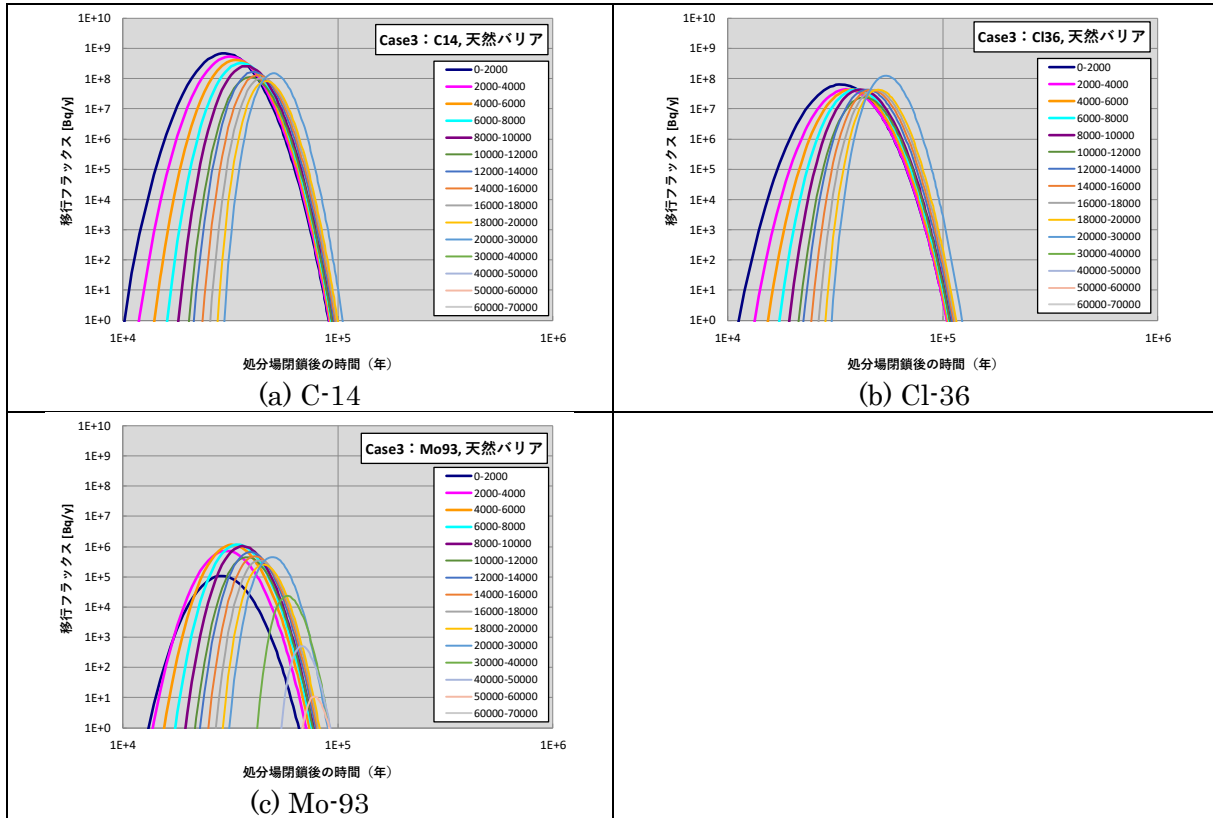 1E+10
1E+9
1E+8
1E+7
1E+6
1E+5
1E+4
1E+3
1E+2
1E+1
1E+0
移行フラックス [Bq/y]
Case3：C14, 天然バリア
0-2000
2000-4000
4000-6000
6000-8000
8000-10000
10000-12000
12000-14000
14000-16000
16000-18000
18000-20000
20000-30000
30000-40000
40000-50000
50000-60000
60000-70000
1E+4 1E+5 1E+6
処分場閉鎖後の時間（年）
(a) C-14
1E+10
1E+9
1E+8
1E+7
1E+6
1E+5
1E+4
1E+3
1E+2
1E+1
1E+0
移行フラックス [Bq/y]
Case3：Cl36, 天然バリア
0-2000
2000-4000
4000-6000
6000-8000
8000-10000
10000-12000
12000-14000
14000-16000
16000-18000
18000-20000
20000-30000
30000-40000
40000-50000
50000-60000
60000-70000
1E+4 1E+5 1E+6
処分場閉鎖後の時間（年）
(b) Cl-36
1E+10
1E+9
1E+8
1E+7
1E+6
1E+5
1E+4
1E+3
1E+2
1E+1
1E+0
移行フラックス [Bq/y]
Case3：Mo93, 天然バリア
0-2000
2000-4000
4000-6000
6000-8000
8000-10000
10000-12000
12000-14000
14000-16000
16000-18000
18000-20000
20000-30000
30000-40000
40000-50000
50000-60000
60000-70000
1E+4 1E+5 1E+6
処分場閉鎖後の時間（年）
(c) Mo-93